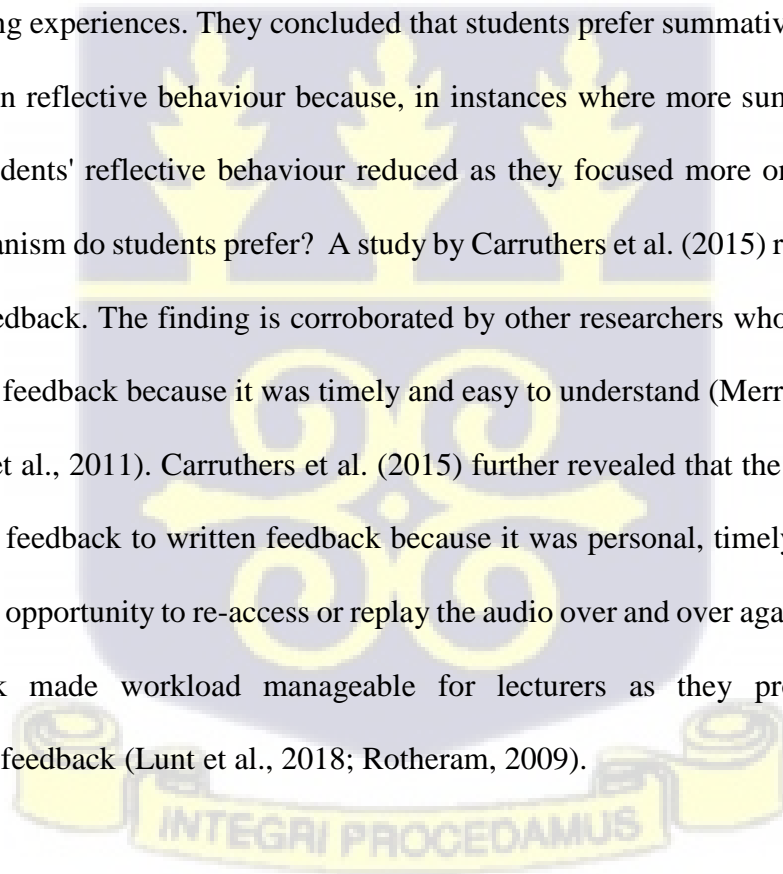 ng experiences. They concluded that students prefer summativ
n reflective behaviour because, in instances where more sum
dents' reflective behaviour reduced as they focused more on
anism do students prefer? A study by Carruthers et al. (2015) r
edback. The finding is corroborated by other researchers who
feedback because it was timely and easy to understand (Merr
et al., 2011). Carruthers et al. (2015) further revealed that the
feedback to written feedback because it was personal, timely
opportunity to re-access or replay the audio over and over aga
k made workload manageable for lecturers as they pr
feedback (Lunt et al., 2018; Rotheram, 2009).
INTEGRI PROCEDAMUS